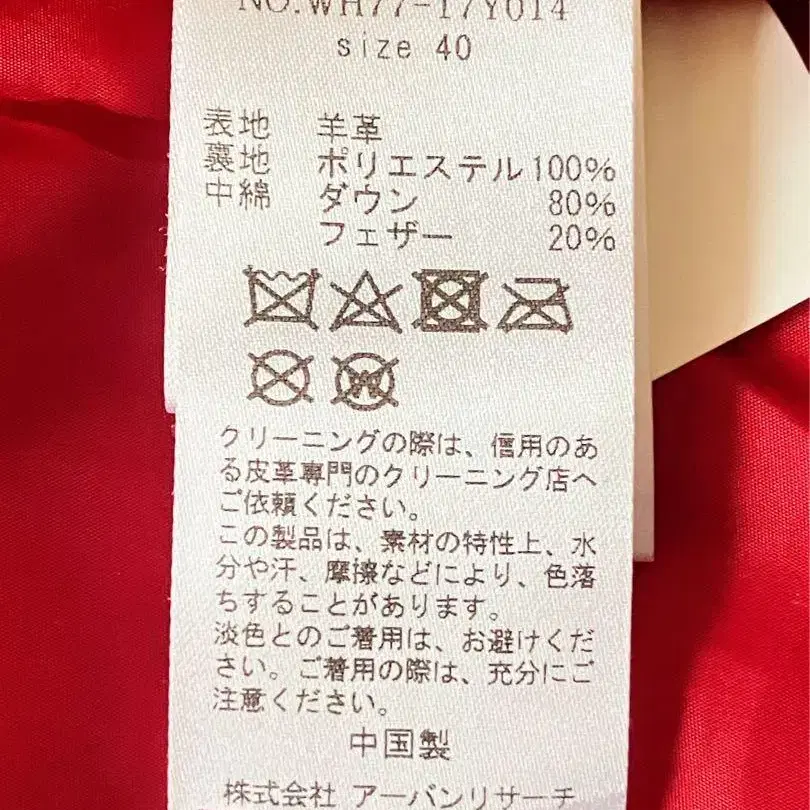 NO.WH77-17Y014
size 40
表地 羊革
裏地 ポリエステル100%
中綿 ダウン 80%
フェザー 20%
クリーニングの際は、信用のあ
る皮革専門のクリーニング店へ
ご依頼ください。
この製品は、素材の特性上、水
分や汗、摩擦などにより、色落
ちすることがあります。
淡色とのご着用は、お避けくだ
さい。ご着用の際は、充分にご
注意ください。
中国製
株式会社 アーバンリサーチ